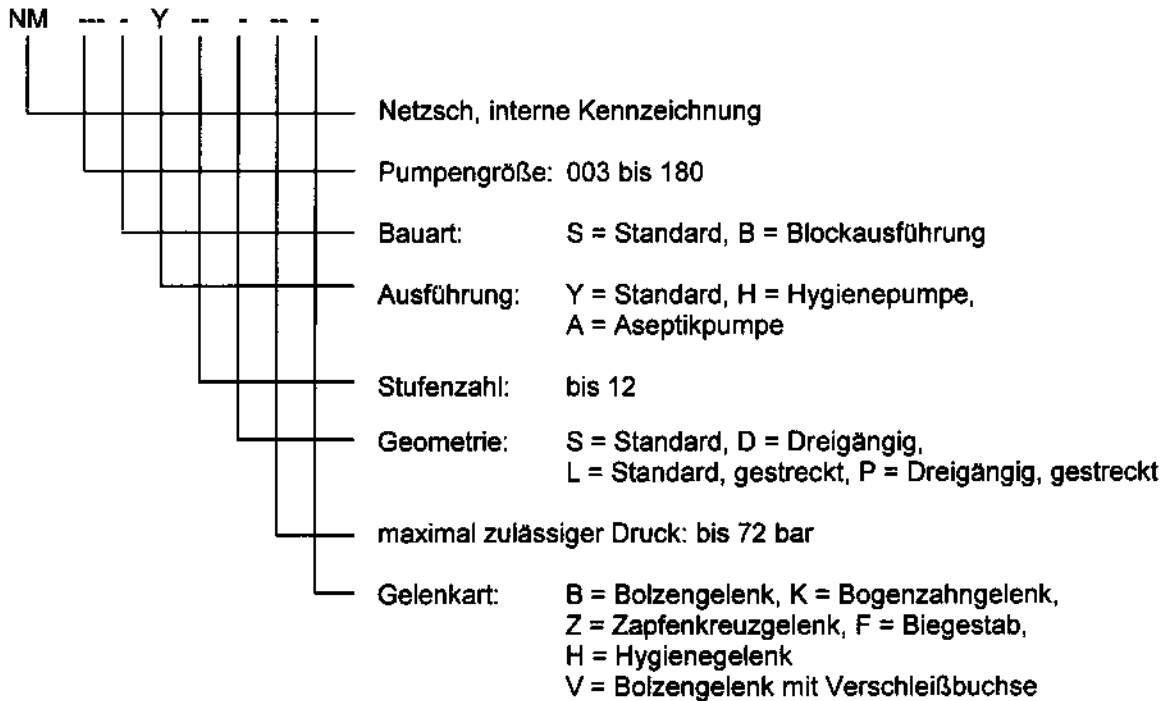 NM --- - Y -- - -- -
Netzsch, interne Kennzeichnung
Pumpengröße: 003 bis 180
Bauart: S = Standard, B = Blockausführung
Ausführung: Y = Standard, H = Hygienepumpe,
A = Aseptikpumpe
Stufenzahl: bis 12
Geometrie: S = Standard, D = Dreigängig,
L = Standard, gestreckt, P = Dreigängig, gestreckt
maximal zulässiger Druck: bis 72 bar
Gelenkart: B = Bolzengelenk, K = Bogenzahngelenk,
Z = Zapfenkreuzgelenk, F = Biegestab,
H = Hygienegelenk
V = Bolzengelenk mit Verschleißbuchse